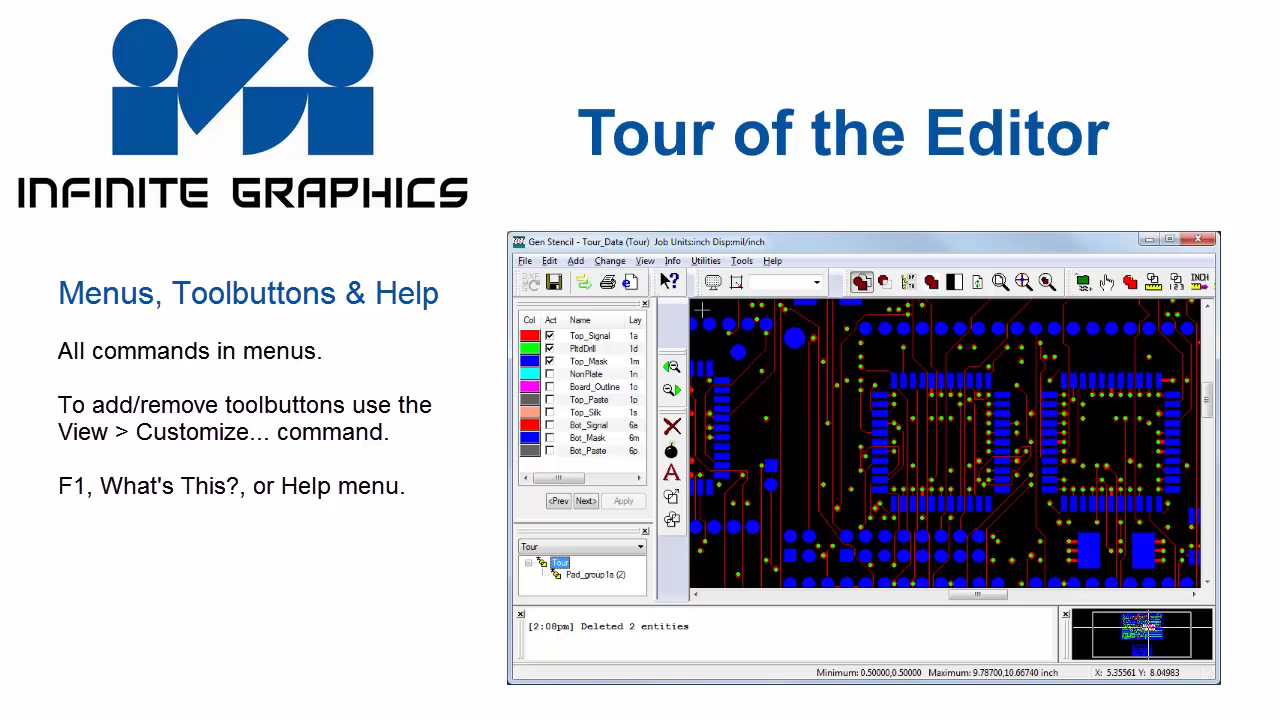 INFINITE GRAPHICS
Tour of the Editor
Menus, Toolbuttons & Help
All commands in menus.
To add/remove toolbuttons use the
View > Customize... command.
F1, What's This?, or Help menu.
Gen Stencil - Tour_Data (Tour) Job Units:inch Disp:mil/inch
File Edit Add Change View Info Utilities Tools Help
DXF
123
INCH
Col Act Name Lay
Top_Signal 1a
PltdDrill 1d
Top_Mask 1m
NonPlate 1n
Board_Outline 1o
Top_Paste 1p
Top_Silk 1s
Bot_Signal 6a
Bot_Mask 6m
Bot_Paste 6p
<Prev Next> Apply
Tour
Tour
Pad_group1a (2)
[2:08pm] Deleted 2 entities
Minimum: 0.50000,0.50000 Maximum: 9.78700,10.66740 inch X: 5.35561 Y: 8.04983